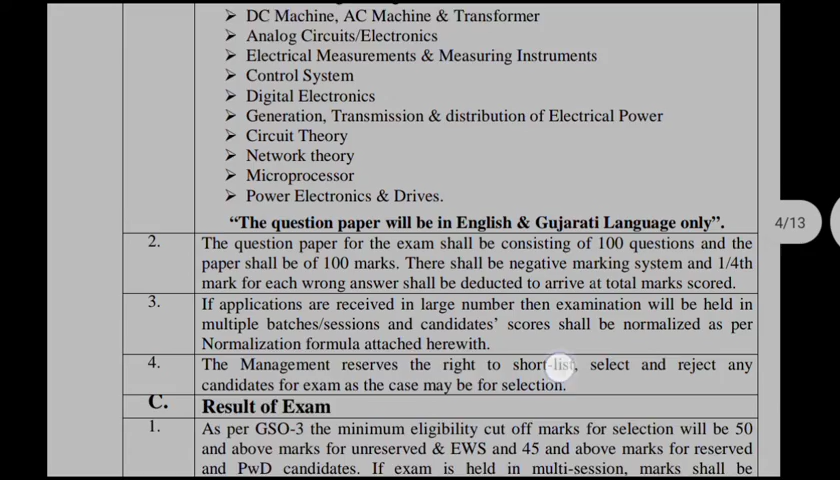 ➢ DC Machine, AC Machine & Transformer
➢ Analog Circuits/Electronics
➢ Electrical Measurements & Measuring Instruments
➢ Control System
➢ Digital Electronics
➢ Generation, Transmission & distribution of Electrical Power
➢ Circuit Theory
➢ Network theory
➢ Microprocessor
➢ Power Electronics & Drives.
“The question paper will be in English & Gujarati Language only”.
4/13
2. The question paper for the exam shall be consisting of 100 questions and the
paper shall be of 100 marks. There shall be negative marking system and 1/4th
mark for each wrong answer shall be deducted to arrive at total marks scored.
3. If applications are received in large number then examination will be held in
multiple batches/sessions and candidates’ scores shall be normalized as per
Normalization formula attached herewith.
4. The Management reserves the right to short-list, select and reject any
candidates for exam as the case may be for selection.
C. Result of Exam
1. As per GSO-3 the minimum eligibility cut off marks for selection will be 50
and above marks for unreserved & EWS and 45 and above marks for reserved
and PwD candidates. If exam is held in multi-session, marks shall be